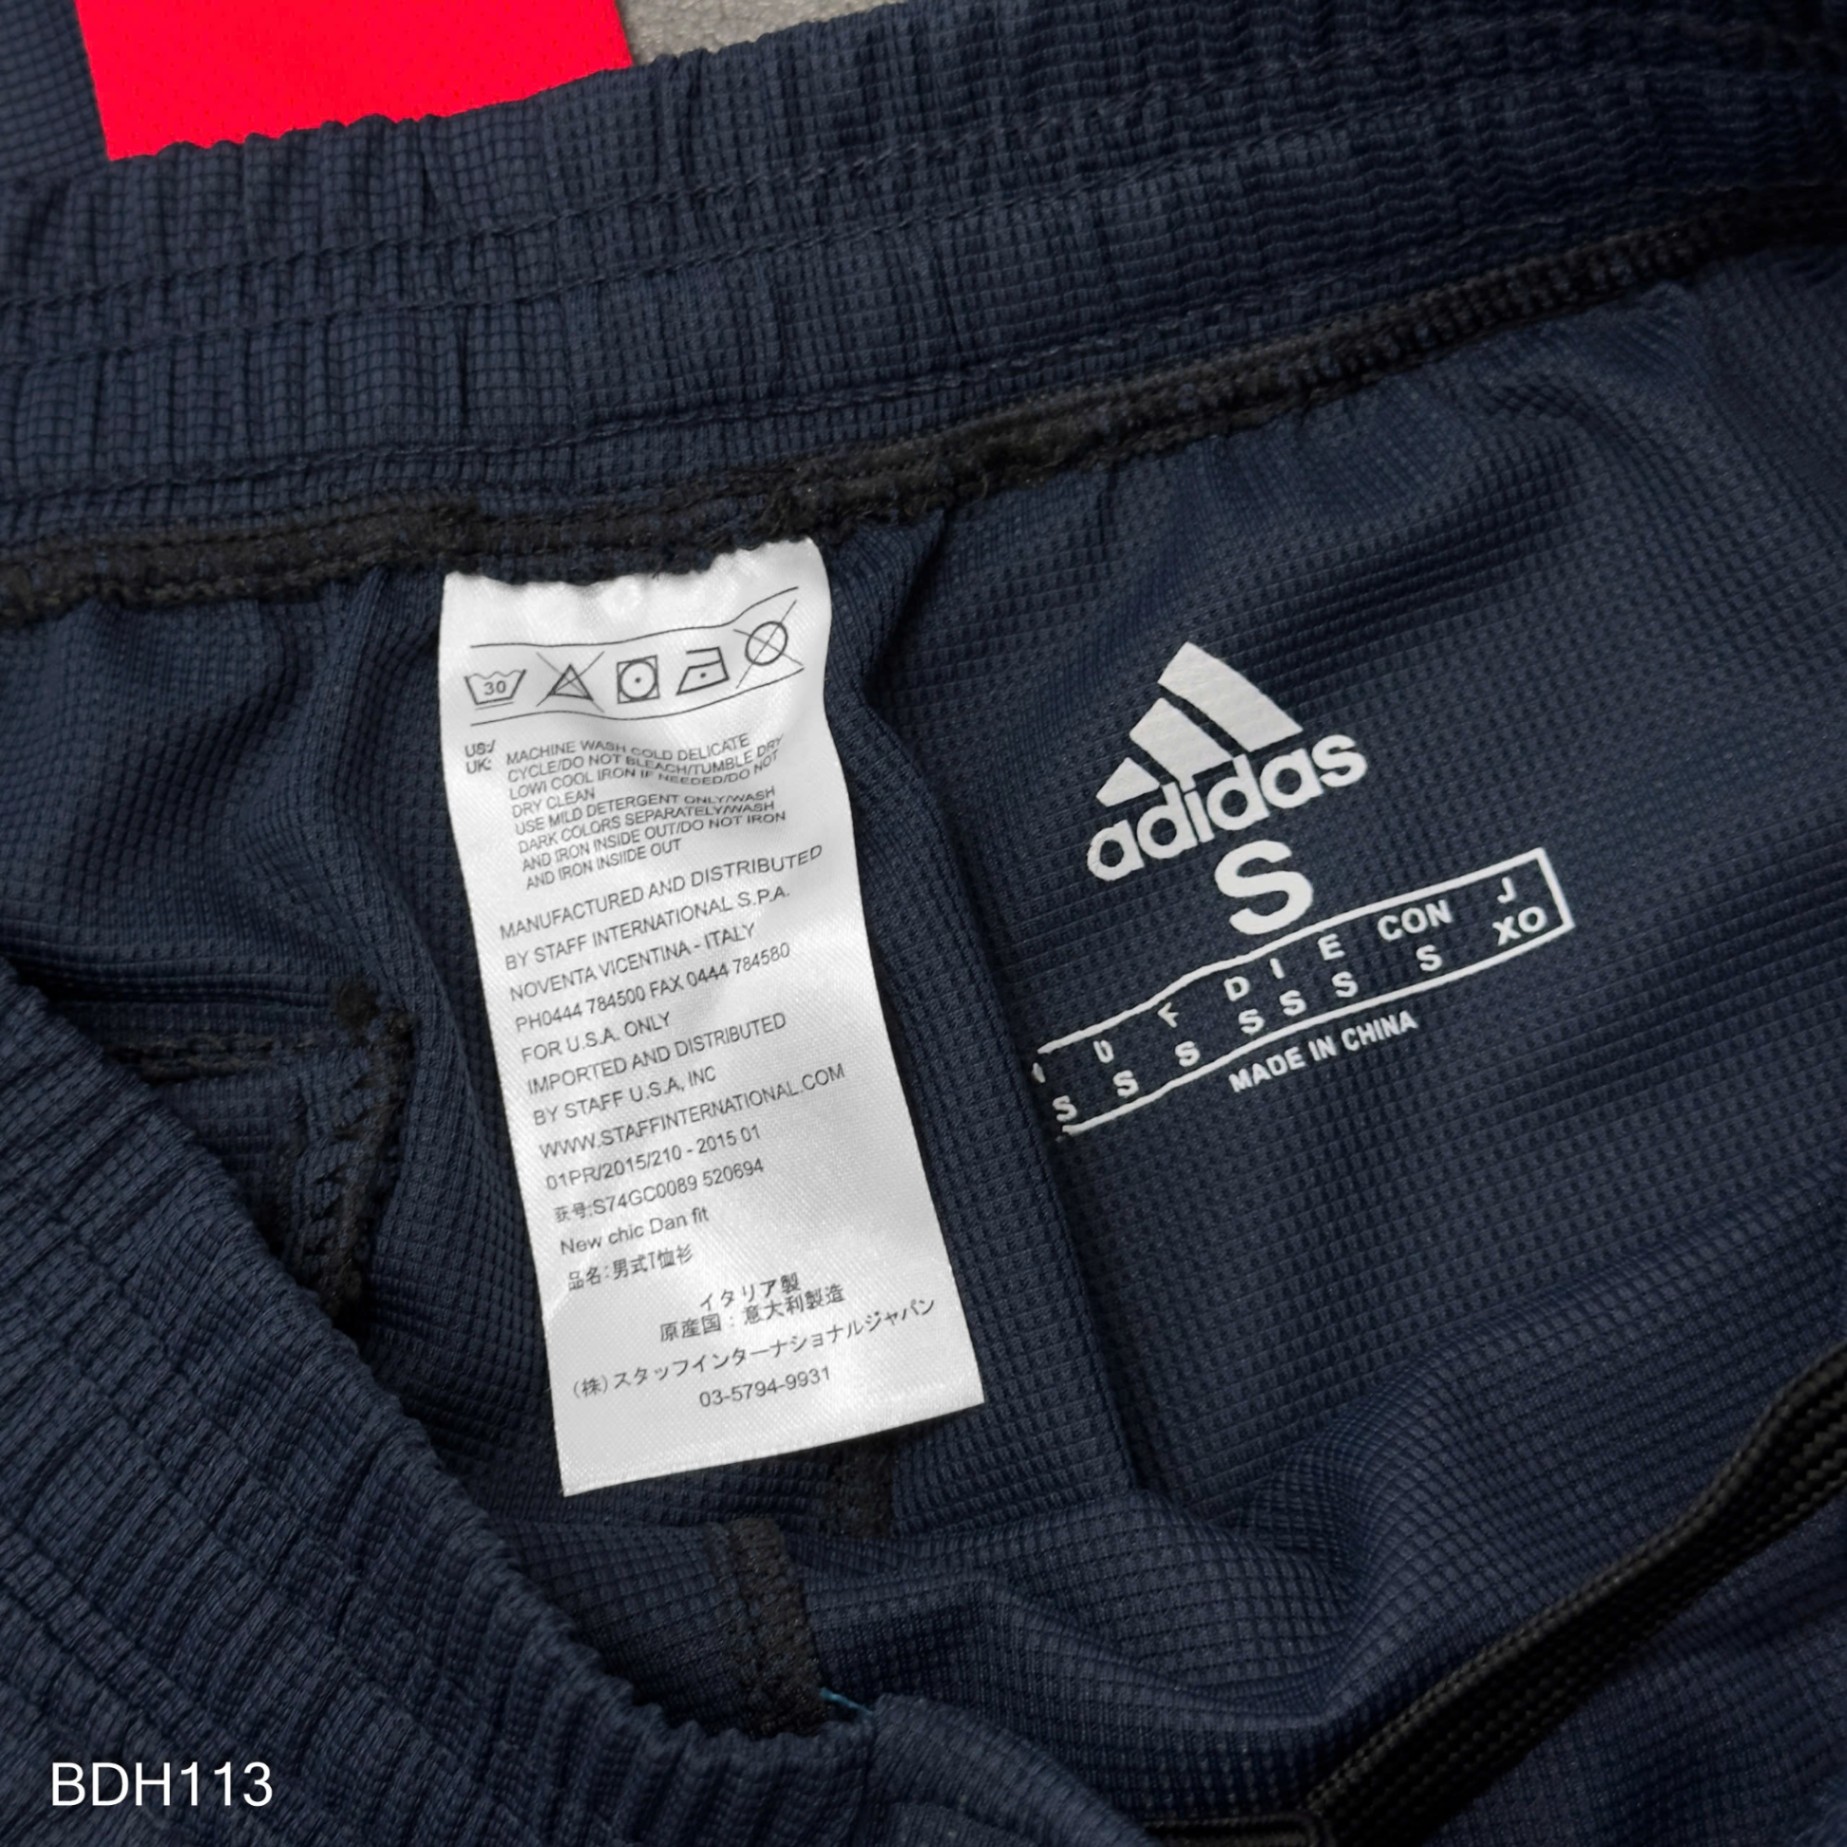 30
US:/
UK:
MACHINE WASH COLD DELICATE
CYCLE/DO NOT BLEACH/TUMBLE DRY
LOWI COOL IRON IF NEEDED/DO NOT
DRY CLEAN
USE MILD DETERGENT ONLY/WASH
DARK COLORS SEPARATELY/WASH
AND IRON INSIDE OUT/DO NOT IRON
AND IRON INSIIDE OUT
MANUFACTURED AND DISTRIBUTED
BY STAFF INTERNATIONAL S.P.A.
NOVENTA VICENTINA - ITALY
PH0444 784500 FAX 0444 784580
FOR U.S.A. ONLY
IMPORTED AND DISTRIBUTED
BY STAFF U.S.A, INC
WWW.STAFFINTERNATIONAL.COM
01PR/2015/210 - 2015 01
号:S74GC0089 520694
New chic Dan fit
品名:男式T恤衫
イタリア製
原産国:意大利製造
(株)スタッフインターナショナルジャパン
03-5794-9931
adidas
S
U F D I E CON J
S S S S S S S XO
MADE IN CHINA
BDH113